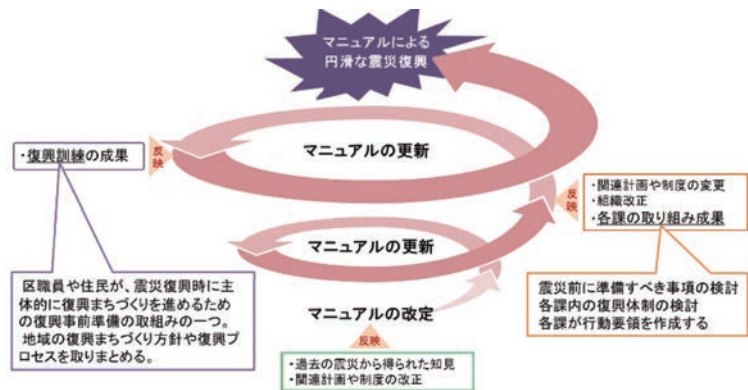 マニュアルによる
円滑な震災復興
・復興訓練の成果
反映
マニュアルの更新
反映
・関連計画や制度の変更
・組織改正
・各課の取り組み成果
マニュアルの更新
区職員や住民が、震災復興時に主
体的に復興まちづくりを進めるため
の復興事前準備の取組みの一つ。
地域の復興まちづくり方針や復興プ
ロセスを取りまとめる。
震災前に準備すべき事項の検討
各課内の復興体制の検討
各課が行動要領を作成する
マニュアルの改定
反映
・過去の震災から得られた知見
・関連計画や制度の改正